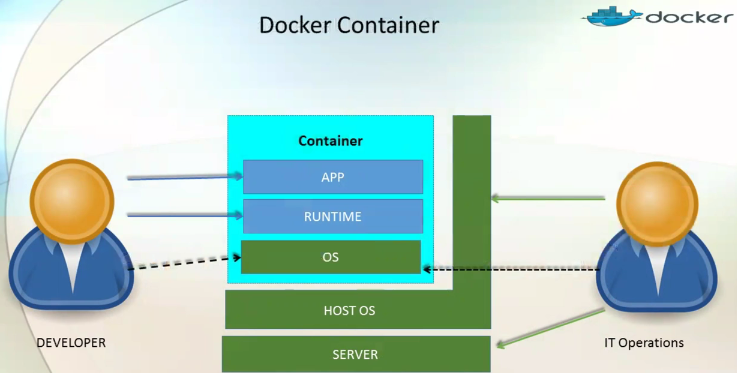 Docker Container
docker
Container
APP
RUNTIME
OS
HOST OS
SERVER
DEVELOPER
IT Operations